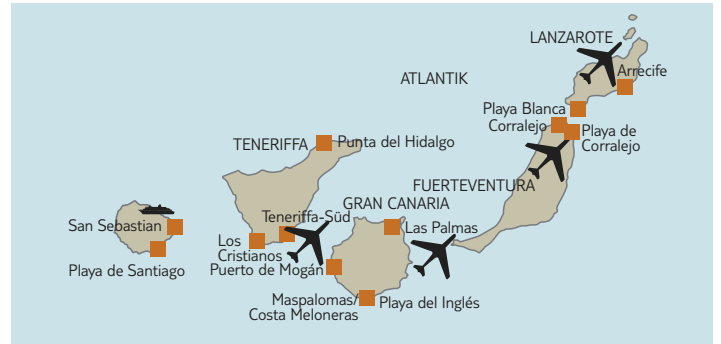 LANZAROTE
Arrecife
ATLANTIK
Playa Blanca
Corralejo
Playa de
Corralejo
TENERIFFA
Punta del Hidalgo
FUERTEVENTURA
GRAN CANARIA
San Sebastian
Teneriffa-Süd
Las Palmas
Los
Cristianos
Playa de Santiago
Puerto de Mogán
Maspalomas/
Costa Meloneras
Playa del Inglés